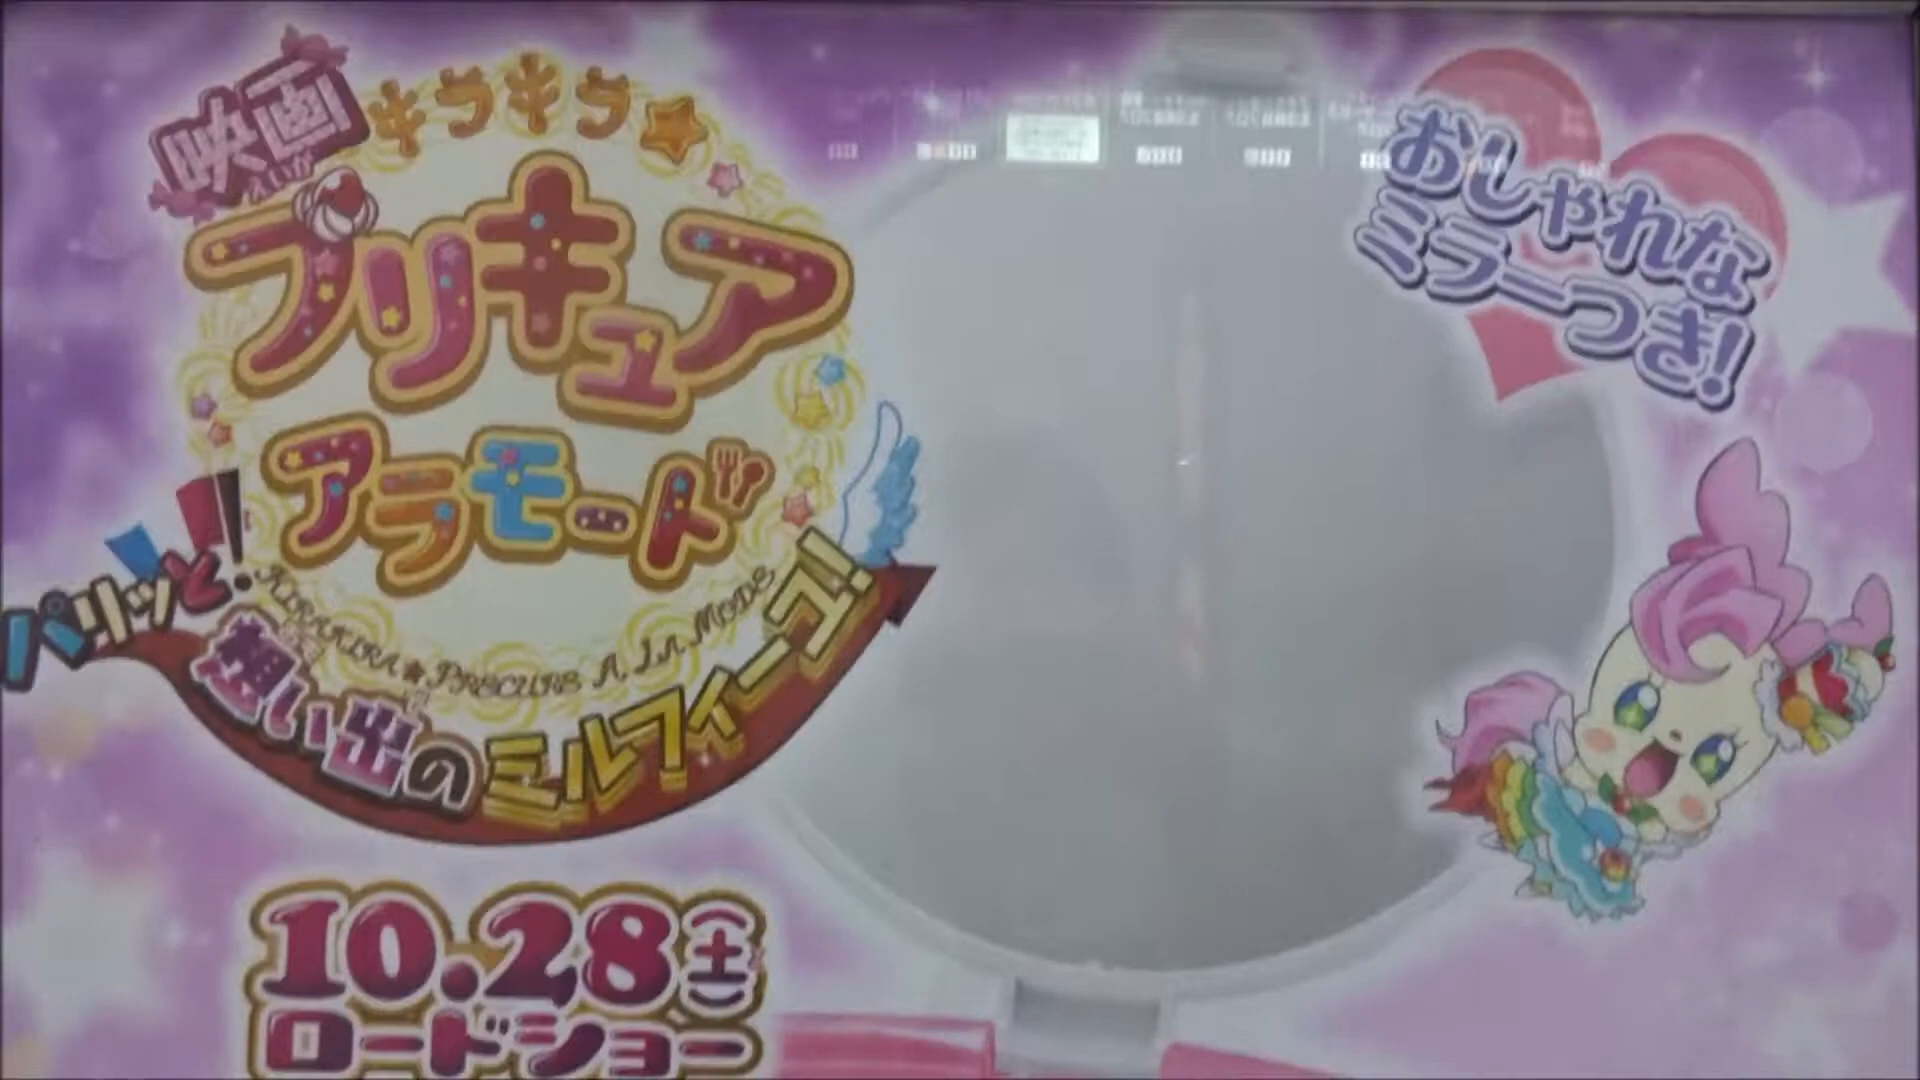 映画
えいが
キラキラ☆
プリキュア
アラモード
KIRAKIRA★PRECURE A LA MODE
パリッと!
想い出のミルフィーユ!
10.28(土)
ロードショー
おしゃれな
ミラーつき!